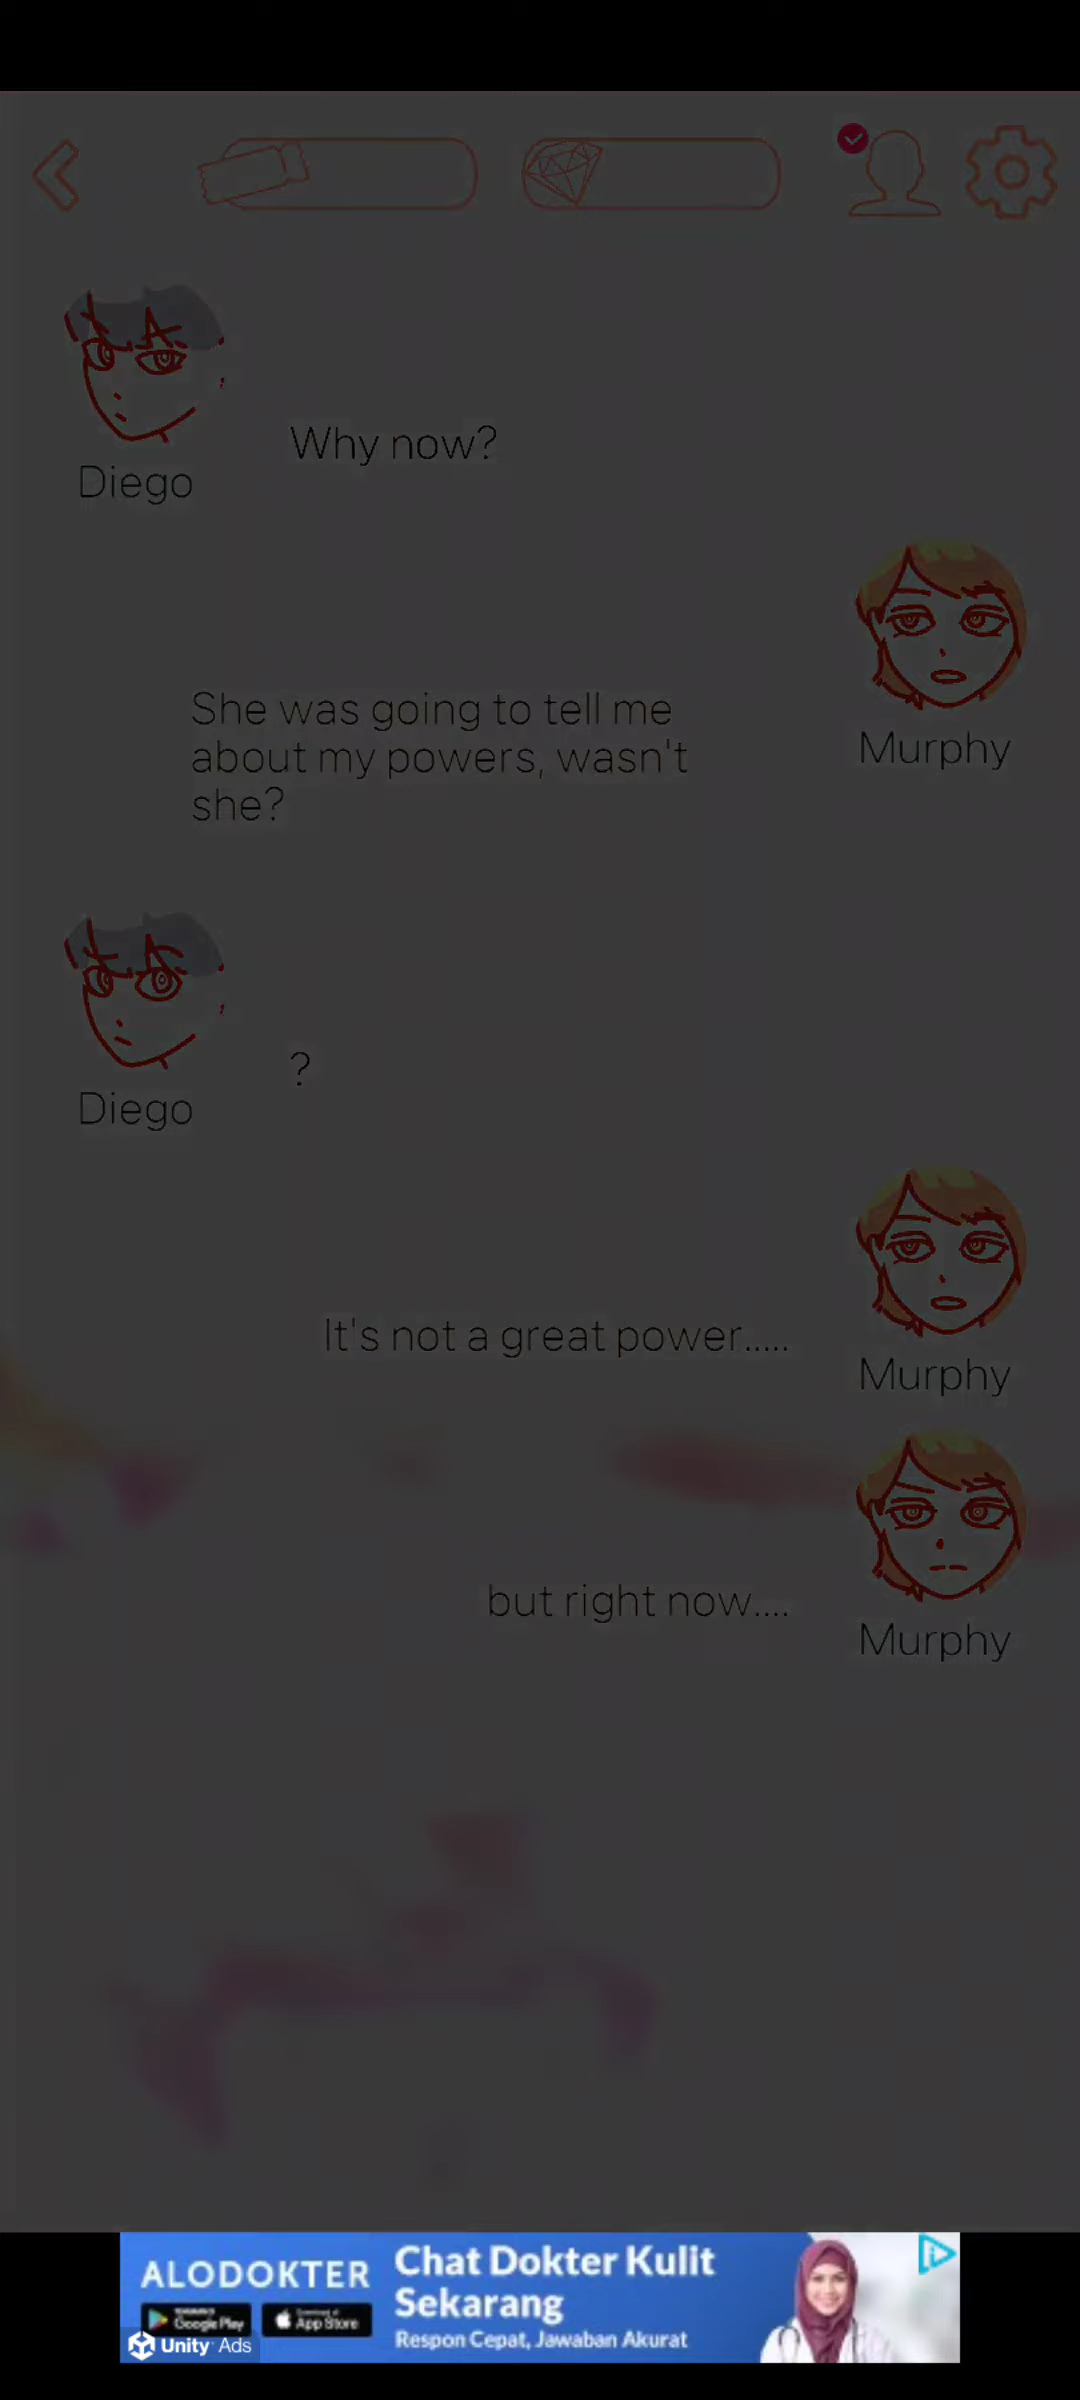 Why now?
Diego
She was going to tell me
about my powers, wasn't
she?
Murphy
?
Diego
It's not a great power.....
Murphy
but right now....
Murphy
ALODOKTER
Chat Dokter Kulit
Sekarang
Respon Cepat, Jawaban Akurat
Google Play
App Store
Unity Ads